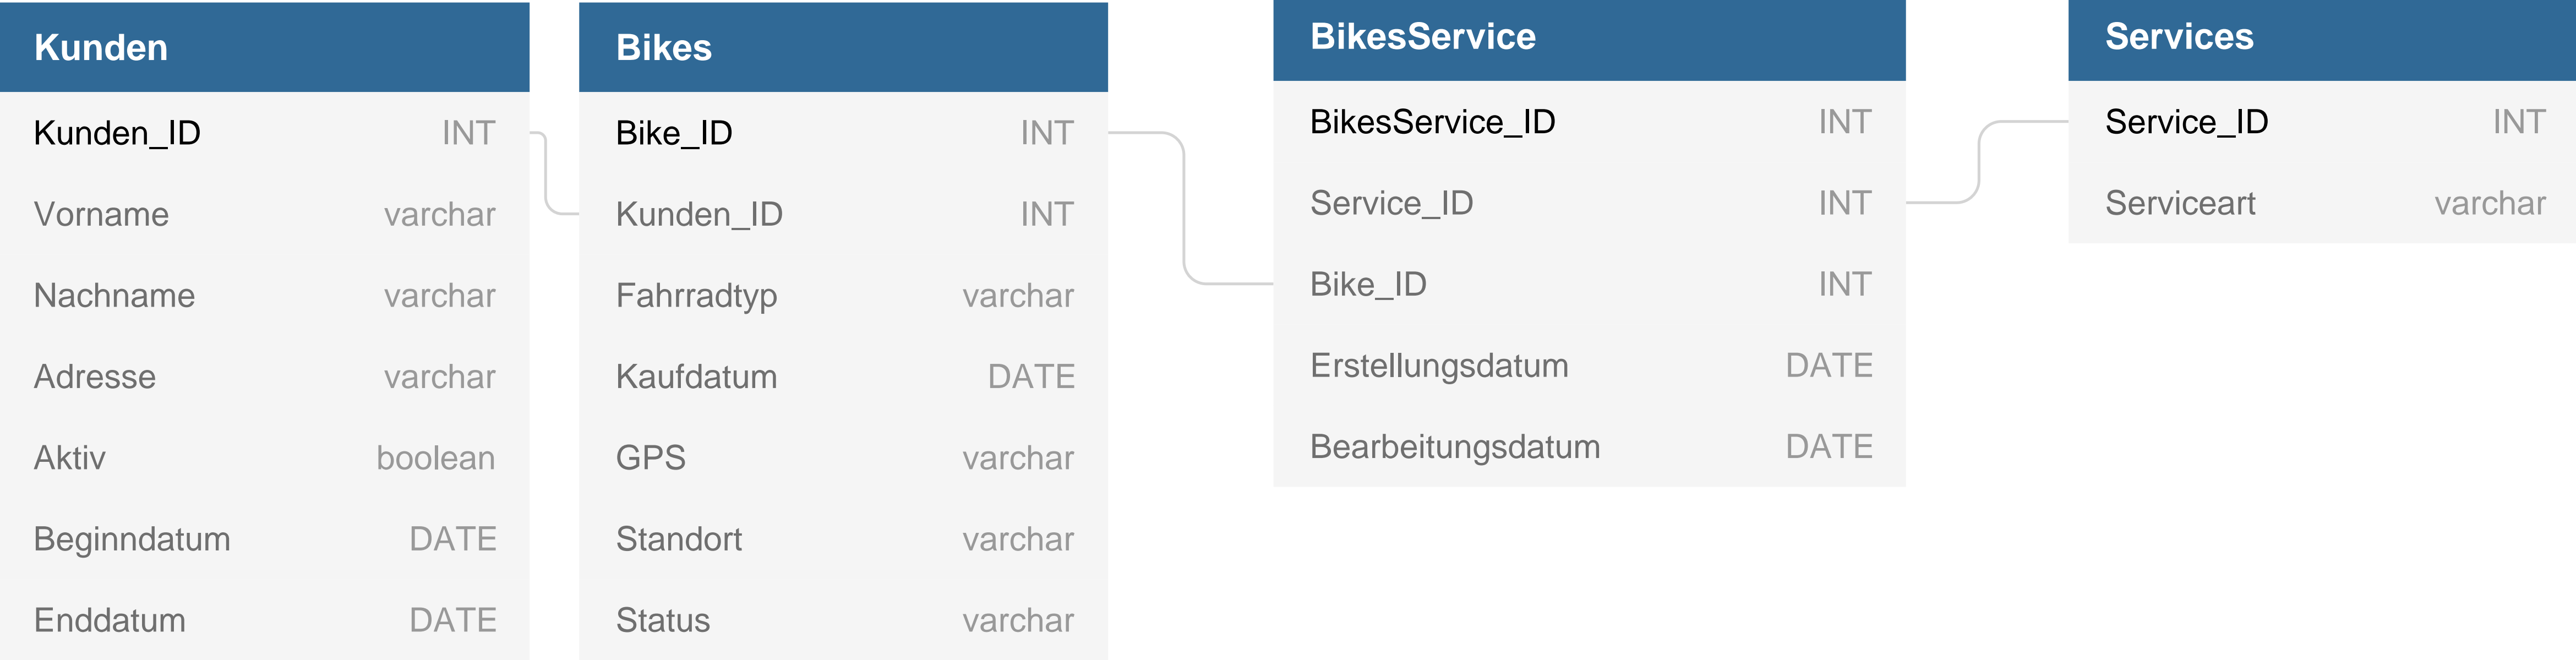 Kunden
Kunden_ID INT
Vorname varchar
Nachname varchar
Adresse varchar
Aktiv boolean
Beginndatum DATE
Enddatum DATE
Bikes
Bike_ID INT
Kunden_ID INT
Fahrradtyp varchar
Kaufdatum DATE
GPS varchar
Standort varchar
Status varchar
BikesService
BikesService_ID INT
Service_ID INT
Bike_ID INT
Erstellungsdatum DATE
Bearbeitungsdatum DATE
Services
Service_ID INT
Serviceart varchar